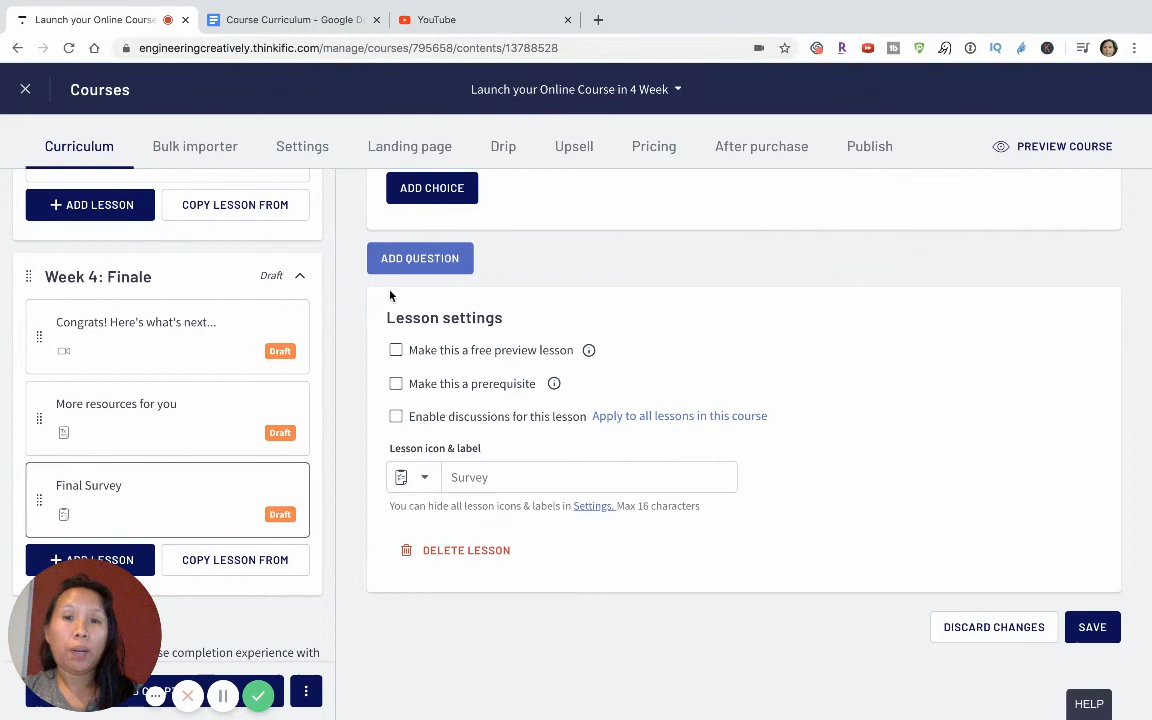 Launch your Online Course
Course Curriculum - Google Do
YouTube
engineeringcreatively.thinkific.com/manage/courses/795658/contents/13788528
Courses
Launch your Online Course in 4 Week
Curriculum
Bulk importer
Settings
Landing page
Drip
Upsell
Pricing
After purchase
Publish
PREVIEW COURSE
+ ADD LESSON
COPY LESSON FROM
Week 4: Finale
Draft
Congrats! Here's what's next...
Draft
More resources for you
Draft
Final Survey
Draft
+ ADD LESSON
COPY LESSON FROM
se completion experience with
ADD CHOICE
ADD QUESTION
Lesson settings
Make this a free preview lesson
Make this a prerequisite
Enable discussions for this lesson Apply to all lessons in this course
Lesson icon & label
Survey
You can hide all lesson icons & labels in Settings. Max 16 characters
DELETE LESSON
DISCARD CHANGES
SAVE
HELP